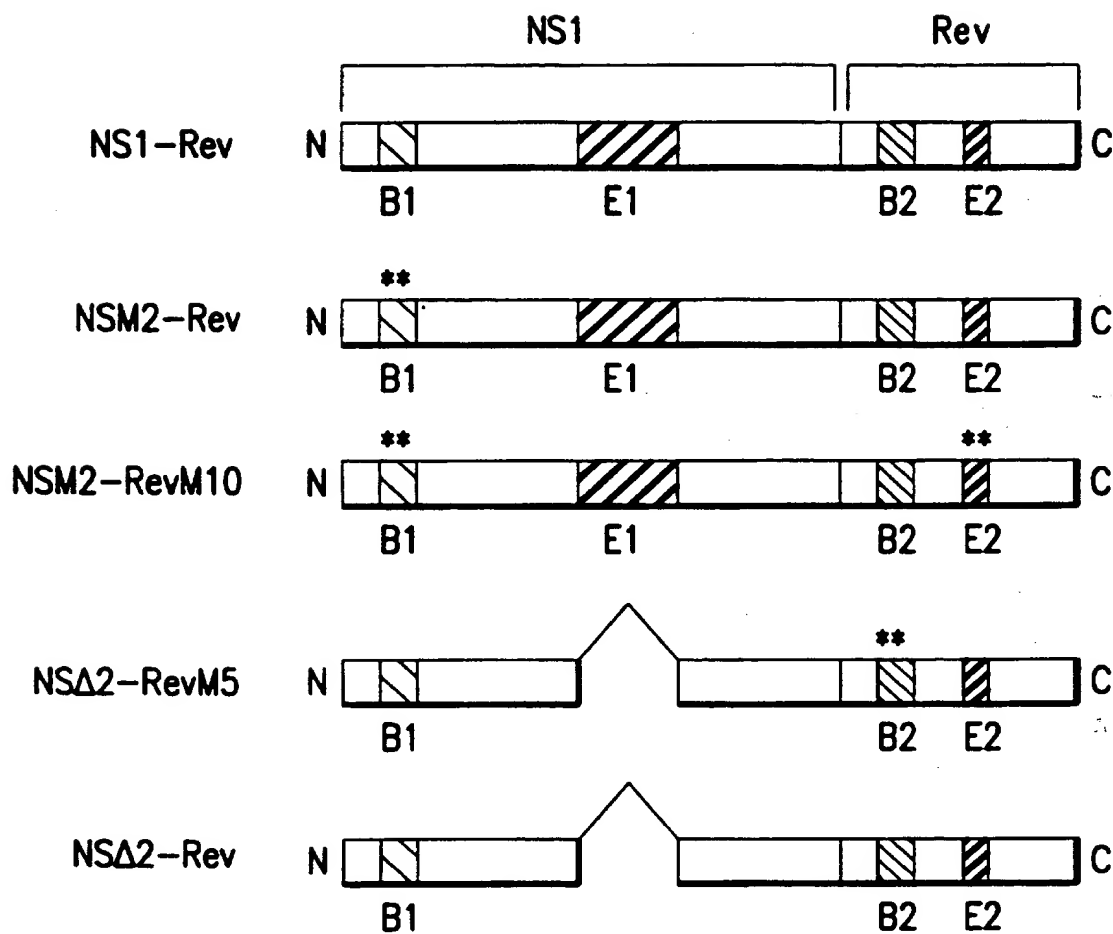 NS1 Rev
NS1-Rev N C
B1 E1 B2 E2
**
NSM2-Rev N C
B1 E1 B2 E2
** **
NSM2-RevM10 N C
B1 E1 B2 E2
**
NSΔ2-RevM5 N C
B1 B2 E2
NSΔ2-Rev N C
B1 B2 E2